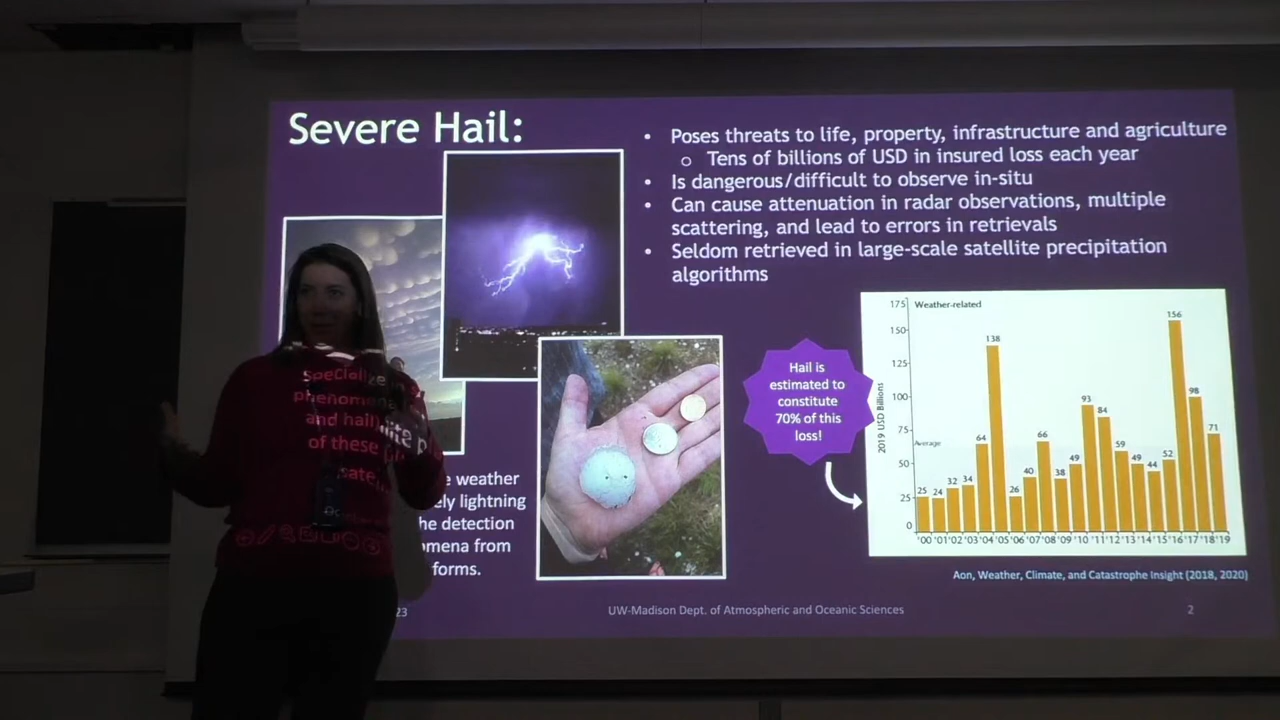 Severe Hail:
• Poses threats to life, property, infrastructure and agriculture
o Tens of billions of USD in insured loss each year
• Is dangerous/difficult to observe in-situ
• Can cause attenuation in radar observations, multiple
scattering, and lead to errors in retrievals
• Seldom retrieved in large-scale satellite precipitation
algorithms
phenom
and hail)
of these
sate
weather
ely lightning
he detection
mena from
forms.
Hail is
estimated to
constitute
70% of this
loss!
Weather-related
2019 USD Billions
175
150
125
100
75
50
25
0
Average
25 24 32 34 64 138 26 40 66 38 49 93 84 59 49 44 52 156 98 71
'00 '01 '02 '03 '04 '05 '06 '07 '08 '09 '10 '11 '12 '13 '14 '15 '16 '17 '18 '19
Aon, Weather, Climate, and Catastrophe Insight (2018, 2020)
23
UW-Madison Dept. of Atmospheric and Oceanic Sciences
2